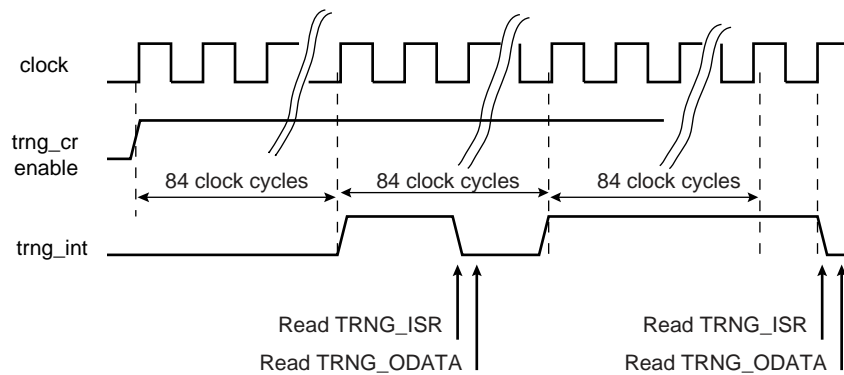 clock
trng_cr
enable
84 clock cycles
84 clock cycles
84 clock cycles
trng_int
Read TRNG_ISR
Read TRNG_ISR
Read TRNG_ODATA
Read TRNG_ODATA